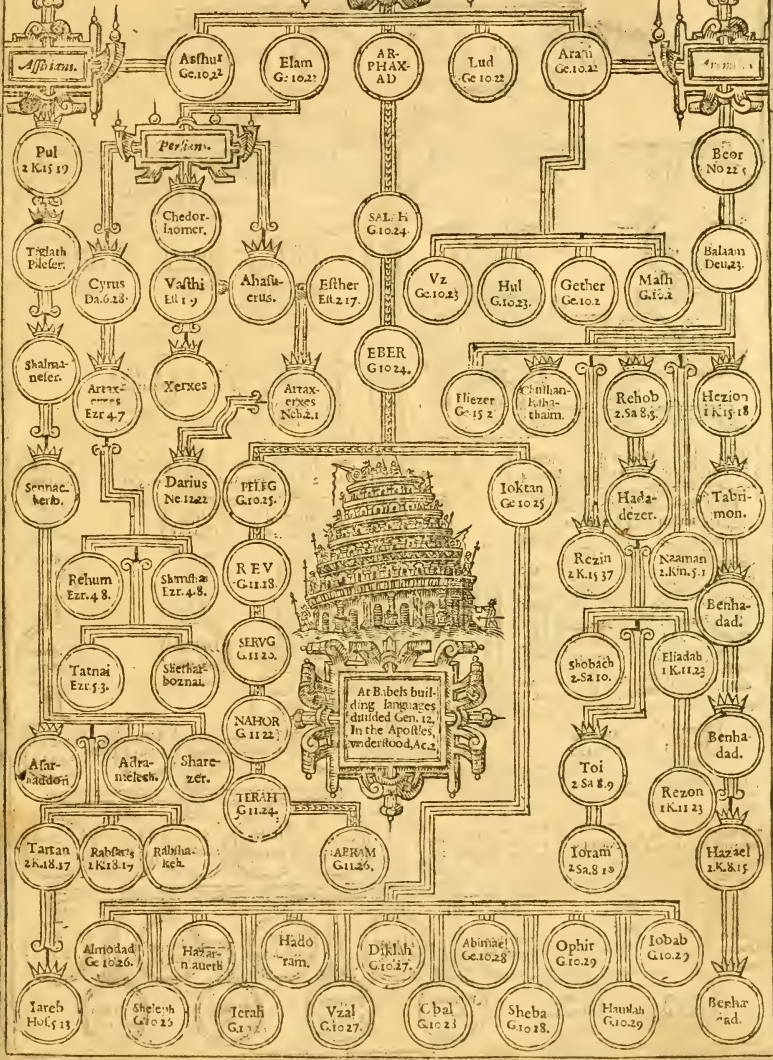 Asshur
Ge.10,22
Elam
Ge 10.22
AR-
PHAX-
AD
Lud
Ge 10.22
Aram
Ge.10.22
Pul
2 K.15 19
Persians.
Beor
No 22 5
Chedor-
laomer.
SALAH
G.10.24.
Tiglath
Pileser.
Cyrus
Da.6.28.
Vasthi
Est 1 9
Ahasu-
erus.
Esther
Est.2 17.
Vz
Ge.10.23
Hul
G.10.23.
Gether
Ge.10.2
Mash
Balaam
Deu.23.
EBER
G 10 24.
Shalma-
neser.
Artax-
erxes
Ezr 4.7
Xerxes
Artax-
erxes
Neh.2.1
Eliezer
Ge.15 2
Rehob
2.Sa 8.3.
Hezion
1 K.15.18
Sennac
herib.
Darius
Ne.12.22
PELEG
G.10.25.
Ioktan
Ge 10 25
Hada-
dezer.
Tabri-
mon.
REV
G.11.18.
Rezin
2 K.15 37
Naaman
2.Kin.5.1
Rehum
Ezr.4 8.
Ezr.4.8.
Benha-
dad.
SERVG
G.11 20.
Tatnai
Ezr.5.3.
Shethar
boznai.
Shobach
2.Sa 10.
Eliadah
1 K.11.23
At Babels buil-
ding languages
diuided Gen. 12,
In the Apostles,
vnderstood,Ac.2,
NAHOR
G 11 22
Benha-
dad.
Asar-
haddon
Adra-
melech.
Share-
zer.
Toi
2 Sa 8.9
Rezon
1 K.11 23
TERAH
G 11.24.
Tartan
2 K.18.17
Rabsaris
2 K.18.17
Rabsha-
keh.
ABRAM
G.11.26.
Ioram
2 Sa.8 10
Hazael
2.K.8.15
Almodad
Ge 10.26.
Hazar-
maueth
Hado
ram.
Diklah
G.10.27.
Abimael
Ge.10.28
Ophir
G.10.29
Iobab
G.10.29
Iareb
Hos.5 13
Sheleph
G.10 26
Ierah
Vzal
G.10 27.
Obal
G.10 28
Sheba
G.10 28.
Hauilah
G.10.29
Benha
dad.